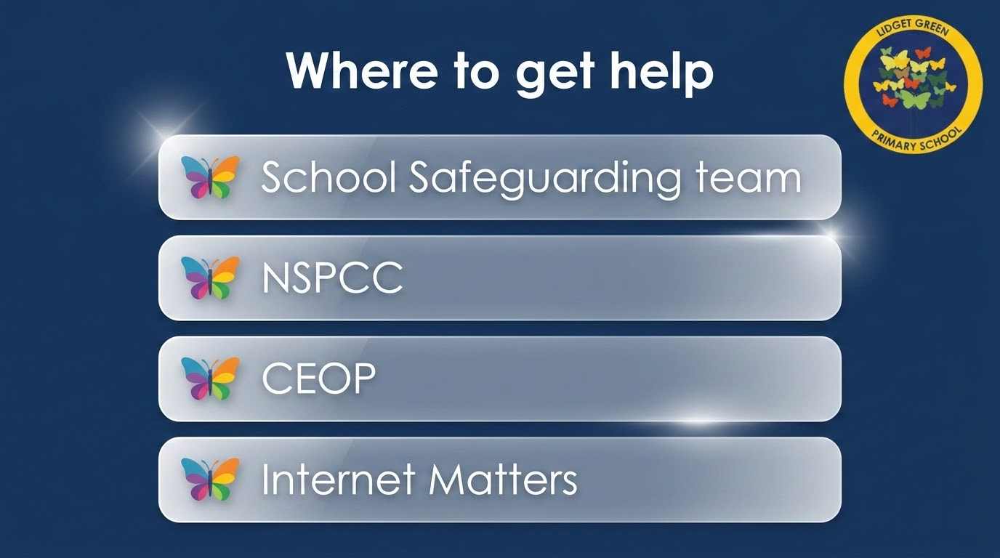 Where to get help
LIDGET GREEN
PRIMARY SCHOOL
School Safeguarding team
NSPCC
CEOP
Internet Matters